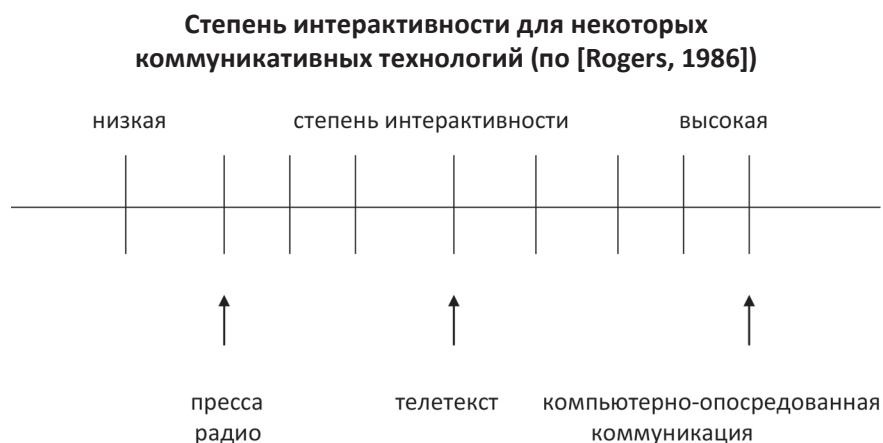 Степень интерактивности для некоторых
коммуникативных технологий (по [Rogers, 1986])
низкая степень интерактивности высокая
пресса телетекст компьютерно-опосредованная
радио коммуникация